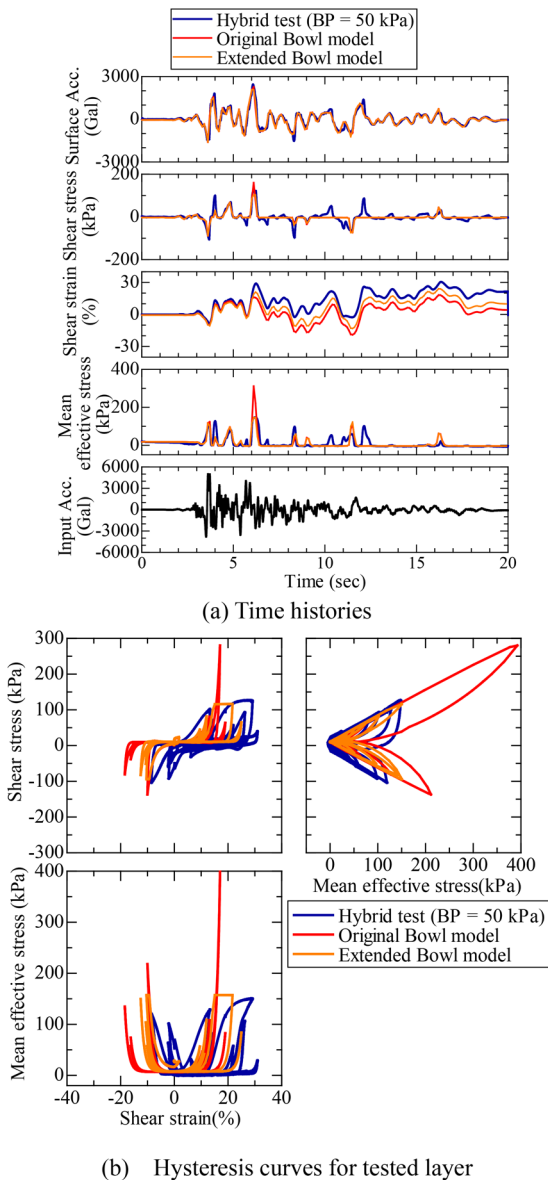 Hybrid test (BP = 50 kPa)
Original Bowl model
Extended Bowl model
Surface Acc.
(Gal)
3000
0
-3000
Shear stress
(kPa)
200
0
-200
Shear strain
(%)
30
0
-30
Mean
effective stress
(kPa)
400
200
0
Input Acc.
(Gal)
6000
3000
0
-3000
-6000
0 5 10 15 20
Time (sec)
(a) Time histories
Shear stress (kPa)
300
200
100
0
-100
-200
-300
0 100 200 300 400
Mean effective stress(kPa)
Mean effective stress (kPa)
400
300
200
100
0
-40 -20 0 20 40
Shear strain(%)
Hybrid test (BP = 50 kPa)
Original Bowl model
Extended Bowl model
(b) Hysteresis curves for tested layer